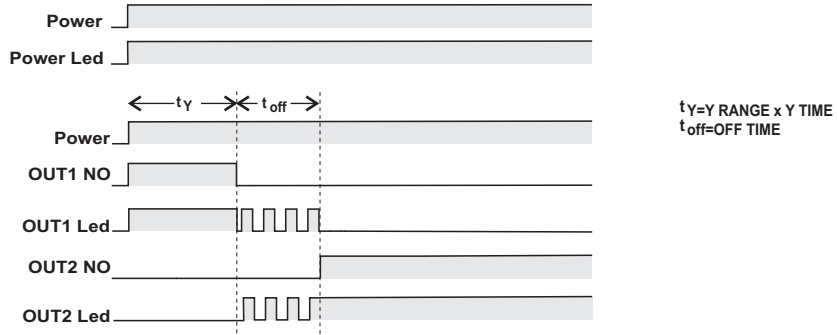 Power
Power Led
tY
toff
tY=Y RANGE x Y TIME
toff=OFF TIME
Power
OUT1 NO
OUT1 Led
OUT2 NO
OUT2 Led